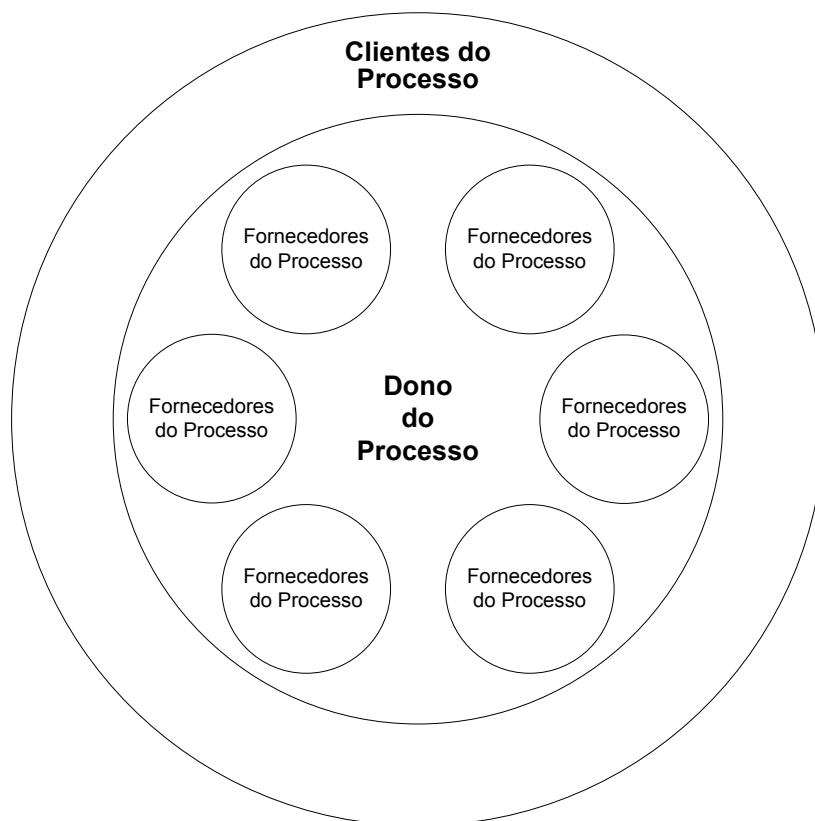 Clientes do
Processo
Fornecedores
do Processo
Fornecedores
do Processo
Fornecedores
do Processo
Dono
do
Processo
Fornecedores
do Processo
Fornecedores
do Processo
Fornecedores
do Processo